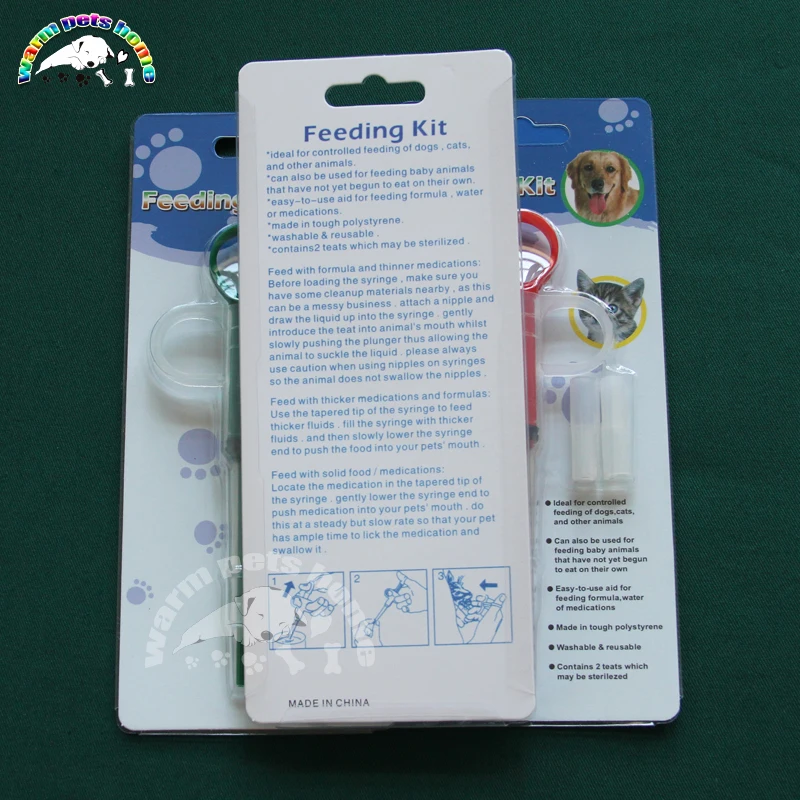 warm pets home
Feeding Kit
*ideal for controlled feeding of dogs , cats,
and other animals.
*can also be used for feeding baby animals
that have not yet begun to eat on their own.
*easy-to-use aid for feeding formula , water
or medications.
*made in tough polystyrene.
*washable & reusable .
*contains2 teats which may be sterilized .
Feed with formula and thinner medications:
Before loading the syringe , make sure you
have some cleanup materials nearby , as this
can be a messy business . attach a nipple and
draw the liquid up into the syringe . gently
introduce the teat into animal's mouth whilst
slowly pushing the plunger thus allowing the
animal to suckle the liquid . please always
use caution when using nipples on syringes
so the animal does not swallow the nipples .
Feed with thicker medications and formulas:
Use the tapered tip of the syringe to feed
thicker fluids . fill the syringe with thicker
fluids . and then slowly lower the syringe
end to push the food into your pets' mouth .
Feed with solid food / medications:
Locate the medication in the tapered tip of
the syringe . gently lower the syringe end to
push medication into your pets' mouth . do
this at a steady but slow rate so that your pet
has ample time to lick the medication and
swallow it .
1 2 3
MADE IN CHINA
Feeding
Kit
Ideal for controlled
feeding of dogs,cats,
and other animals
Can also be used for
feeding baby animals
that have not yet begun
to eat on their own
Easy-to-use aid for
feeding formula,water
of medications
Made in tough polystyrene
Washable & reusable
Contains 2 teats which
may be sterilezed
warm pets home